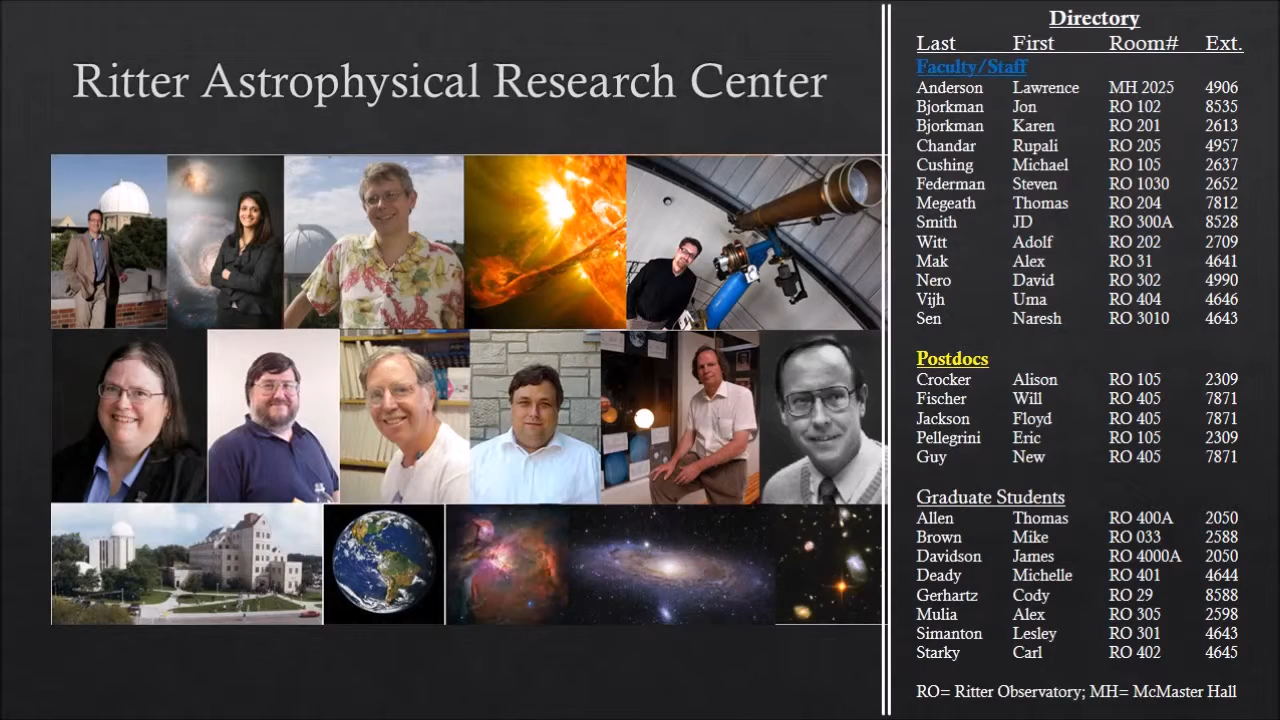 Ritter Astrophysical Research Center
Directory
Last First Room# Ext.
Faculty/Staff
Anderson Lawrence MH 2025 4906
Bjorkman Jon RO 102 8535
Bjorkman Karen RO 201 2613
Chandar Rupali RO 205 4957
Cushing Michael RO 105 2637
Federman Steven RO 1030 2652
Megeath Thomas RO 204 7812
Smith JD RO 300A 8528
Witt Adolf RO 202 2709
Mak Alex RO 31 4641
Nero David RO 302 4990
Vijh Uma RO 404 4646
Sen Naresh RO 3010 4643
Postdocs
Crocker Alison RO 105 2309
Fischer Will RO 405 7871
Jackson Floyd RO 405 7871
Pellegrini Eric RO 105 2309
Guy New RO 405 7871
Graduate Students
Allen Thomas RO 400A 2050
Brown Mike RO 033 2588
Davidson James RO 4000A 2050
Deady Michelle RO 401 4644
Gerhartz Cody RO 29 8588
Mulia Alex RO 305 2598
Simanton Lesley RO 301 4643
Starky Carl RO 402 4645
RO= Ritter Observatory; MH= McMaster Hall